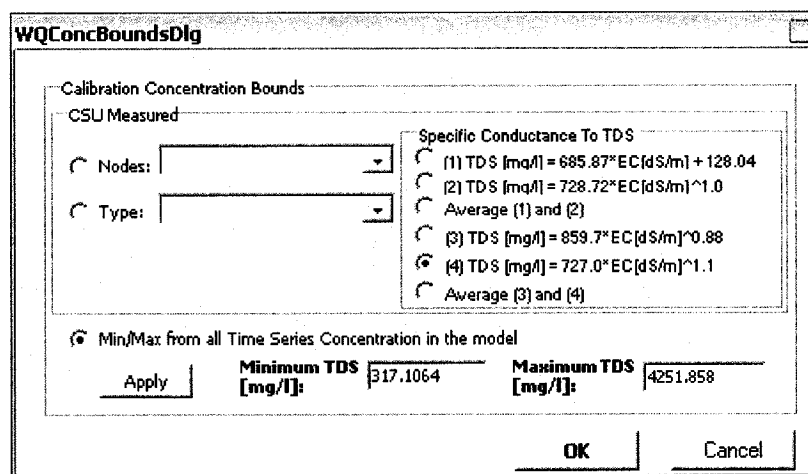 WQConcBoundsDlg
Calibration Concentration Bounds
CSU Measured
Nodes:
Type:
Specific Conductance To TDS
(1) TDS [mg/l] = 685.87*EC[dS/m] + 128.04
(2) TDS [mg/l] = 728.72*EC[dS/m]^1.0
Average (1) and (2)
(3) TDS [mg/l] = 859.7*EC[dS/m]^0.88
(4) TDS [mg/l] = 727.0*EC[dS/m]^1.1
Average (3) and (4)
Min/Max from all Time Series Concentration in the model
Apply
Minimum TDS [mg/l]:
317.1064
Maximum TDS [mg/l]:
4251.858
OK
Cancel